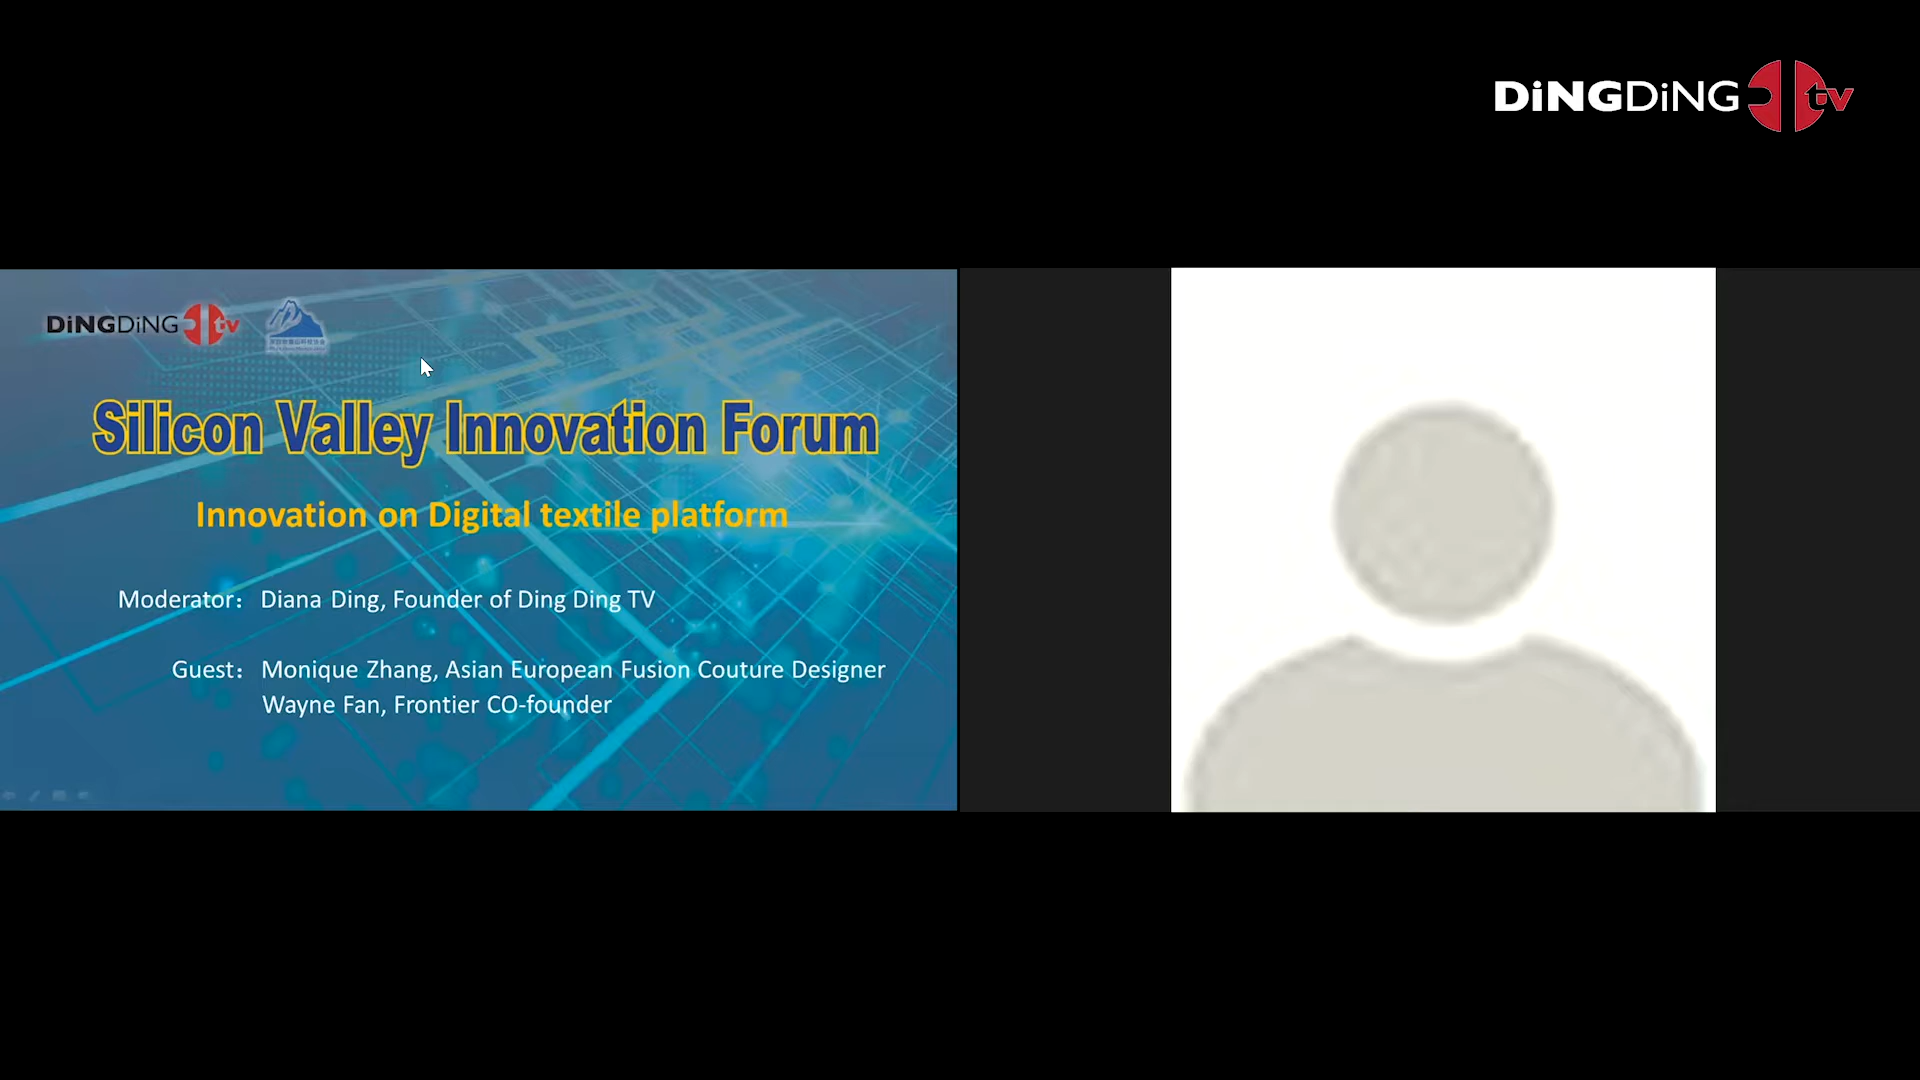 DiNGDiNG tv
DiNGDiNG tv
Silicon Valley Innovation Forum
Innovation on Digital textile platform
Moderator： Diana Ding, Founder of Ding Ding TV
Guest： Monique Zhang, Asian European Fusion Couture Designer
Wayne Fan, Frontier CO-founder